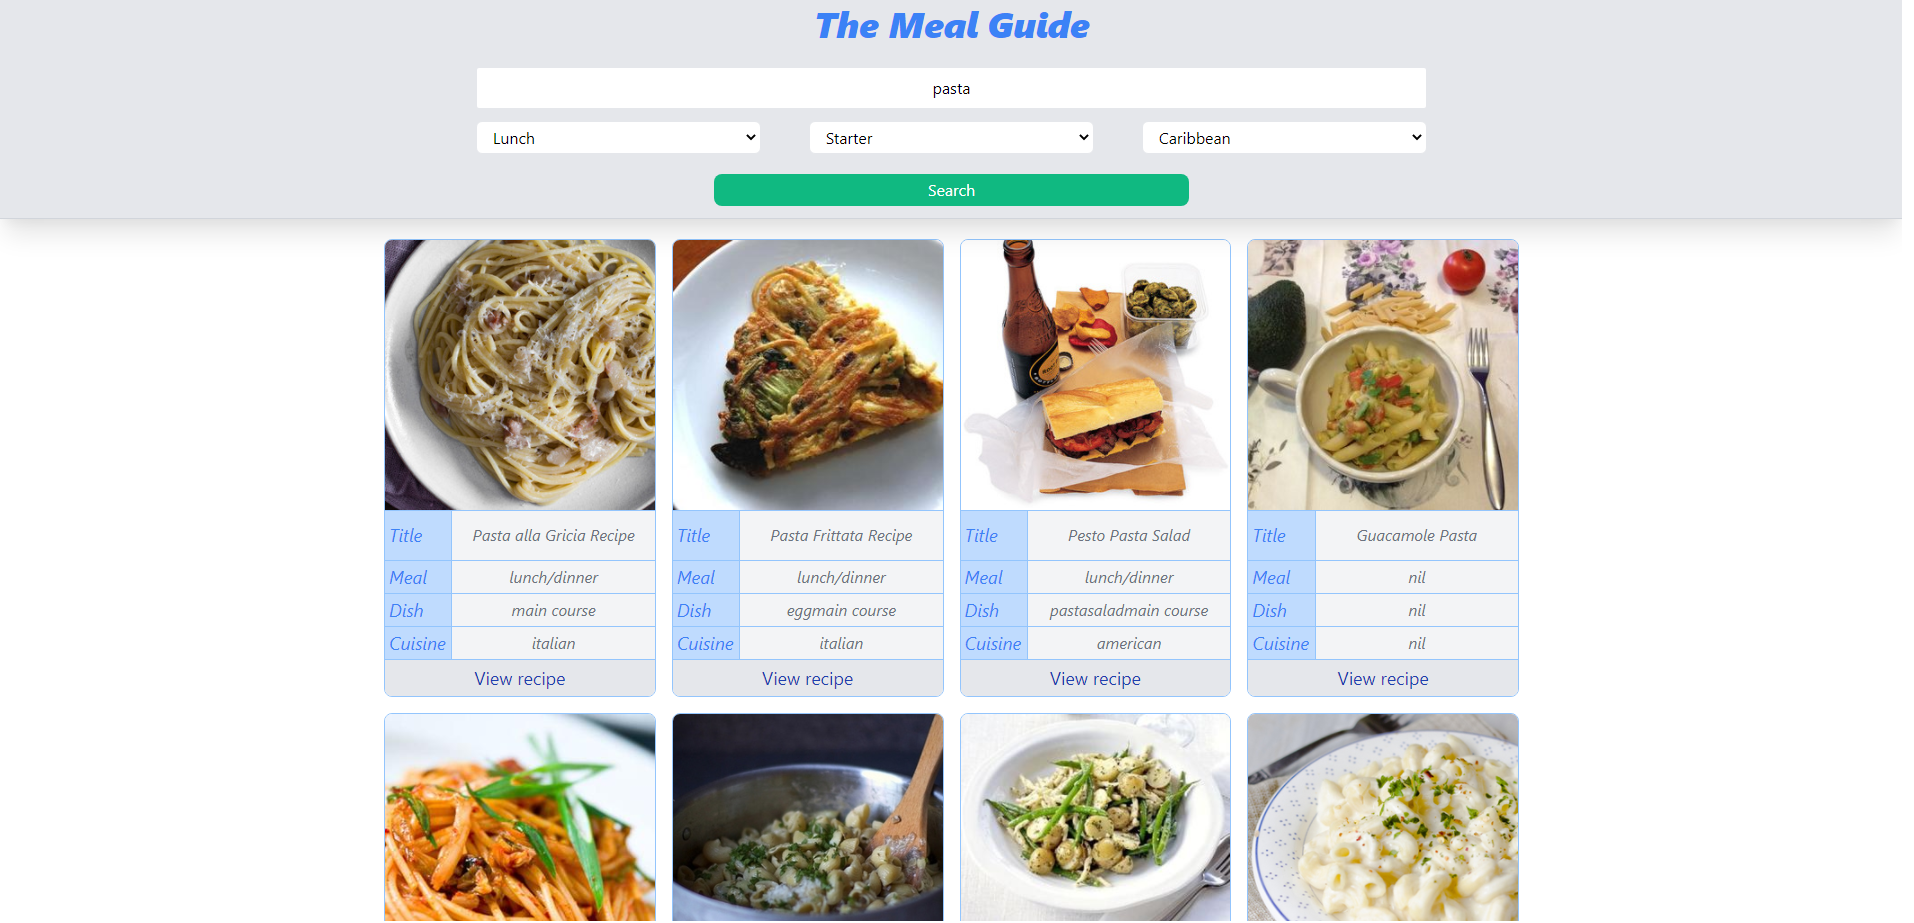 The Meal Guide
pasta
Lunch
Starter
Caribbean
Search
Title Pasta alla Gricia Recipe
Meal lunch/dinner
Dish main course
Cuisine italian
View recipe
Title Pasta Frittata Recipe
Meal lunch/dinner
Dish eggmain course
Cuisine italian
View recipe
Title Pesto Pasta Salad
Meal lunch/dinner
Dish pastasaladmain course
Cuisine american
View recipe
Title Guacamole Pasta
Meal nil
Dish nil
Cuisine nil
View recipe